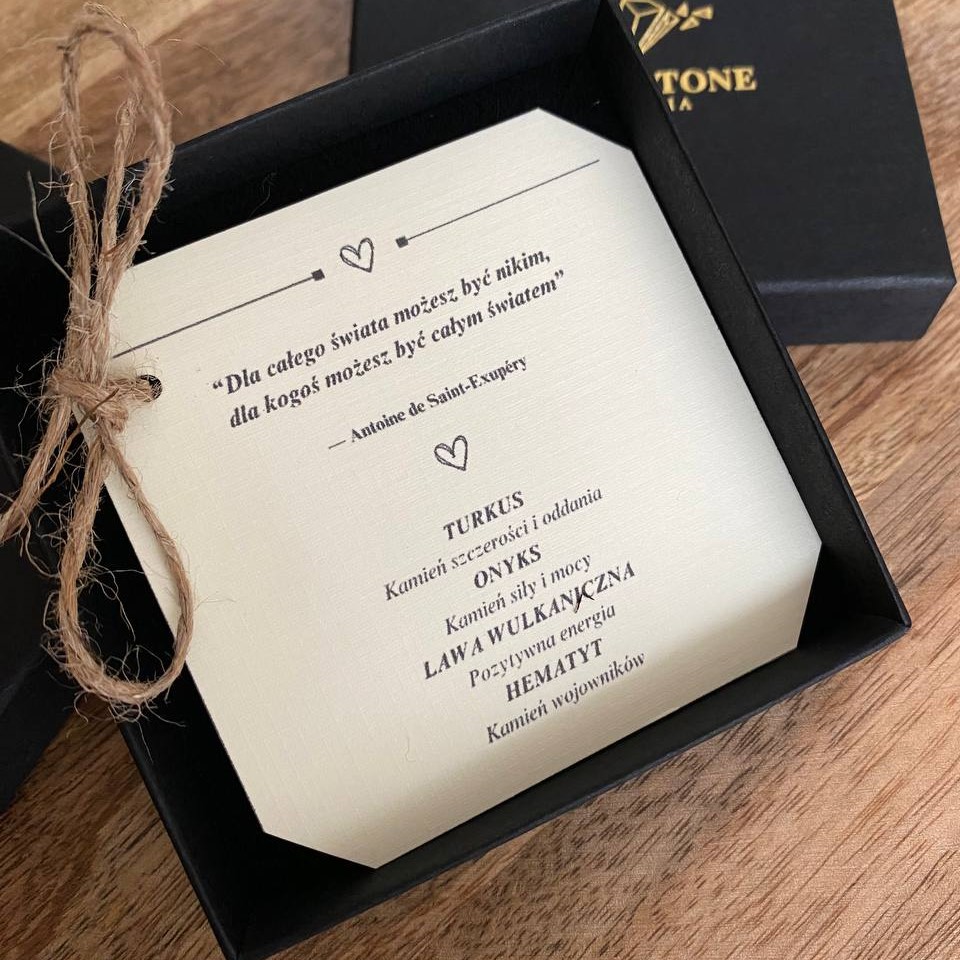 TONE
“Dla całego świata możesz być nikim,
dla kogoś możesz być całym światem”
— Antoine de Saint-Exupéry
TURKUS
Kamień szczerości i oddania
ONYKS
Kamień siły i mocy
LAWA WULKANICZNA
Pozytywna energia
HEMATYT
Kamień wojowników